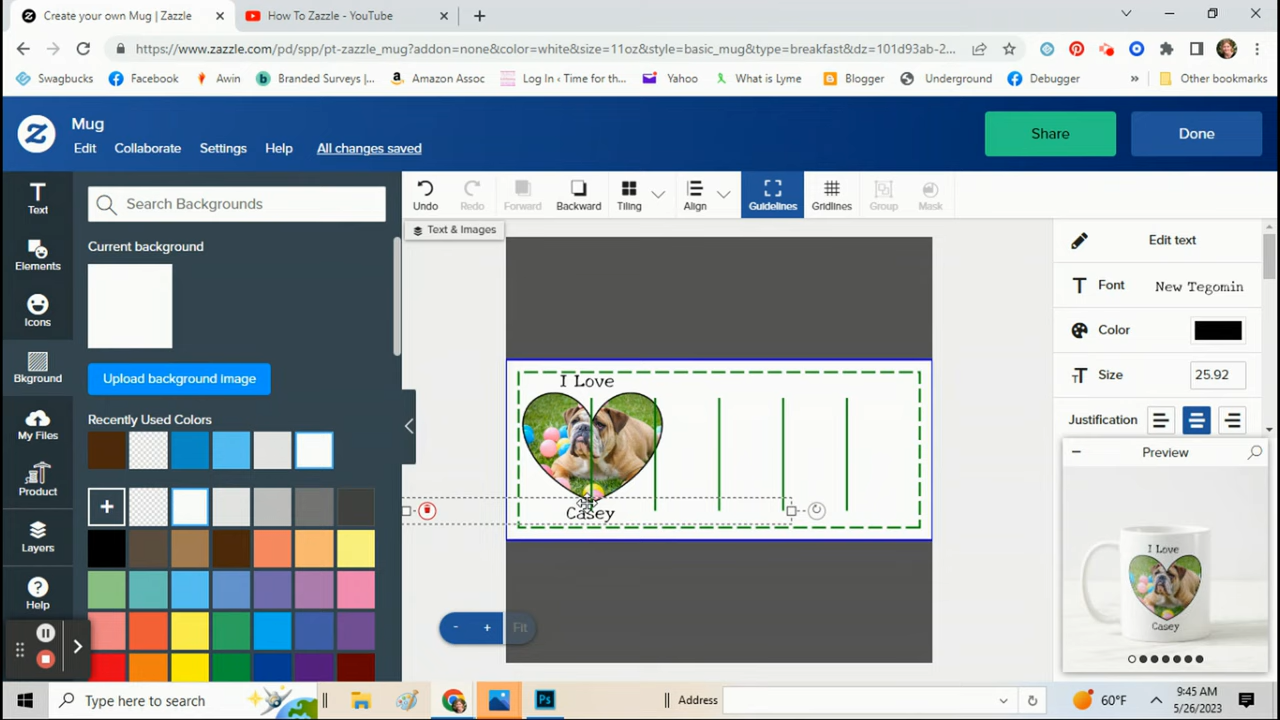 Create your own Mug | Zazzle
How To Zazzle - YouTube
https://www.zazzle.com/pd/spp/pt-zazzle_mug?addon=none&color=white&size=11oz&style=basic_mug&type=breakfast&dz=101d93ab-2...
Swagbucks
Facebook
Awin
Branded Surveys |...
Amazon Assoc
Log In ‹ Time for th...
Yahoo
What is Lyme
Blogger
Underground
Debugger
»
Other bookmarks
Mug
Edit
Collaborate
Settings
Help
All changes saved
Share
Done
Text
Elements
Icons
Bkground
My Files
Product
Layers
Help
Search Backgrounds
Current background
Upload background image
Recently Used Colors
Undo
Redo
Forward
Backward
Tiling
Align
Guidelines
Gridlines
Group
Mask
Text & Images
I Love
Casey
- + Fit
Edit text
Font New Tegomin
Color
Size 25.92
Justification
Preview
I Love
Casey
Type here to search
Ps
Address
60°F
9:45 AM
5/26/2023